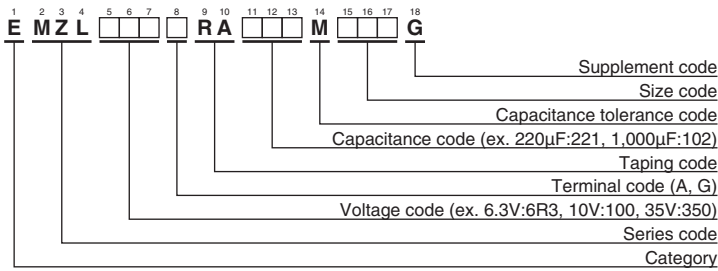 1 2 3 4 5 6 7 8 9 10 11 12 13 14 15 16 17 18
E MZL RA M G
Supplement code
Size code
Capacitance tolerance code
Capacitance code (ex. 220μF:221, 1,000μF:102)
Taping code
Terminal code (A, G)
Voltage code (ex. 6.3V:6R3, 10V:100, 35V:350)
Series code
Category